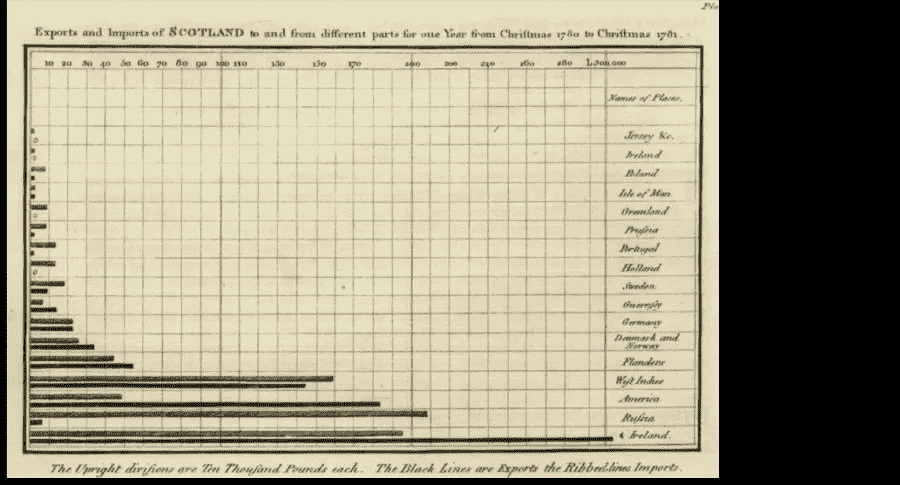 Exports and Imports of SCOTLAND to and from different parts for one Year from Chriſtmas 1780 to Chriſtmas 1781.
10 20 30 40 50 60 70 80 90 100 110 130 150 170 200 240 260 280 L300,000
Names of Places.
Jersey &c.
Iceland
Poland
Isle of Man
Greenland
Pruſsia
Portugal
Holland
Sweden
Guernſey
Germany
Denmark and
Norway
Flanders
West Indies
America
Ruſsia
Ireland.
The Upright diviſions are Ten Thouſand Pounds each. The Black Lines are Exports the Ribbed lines Imports.